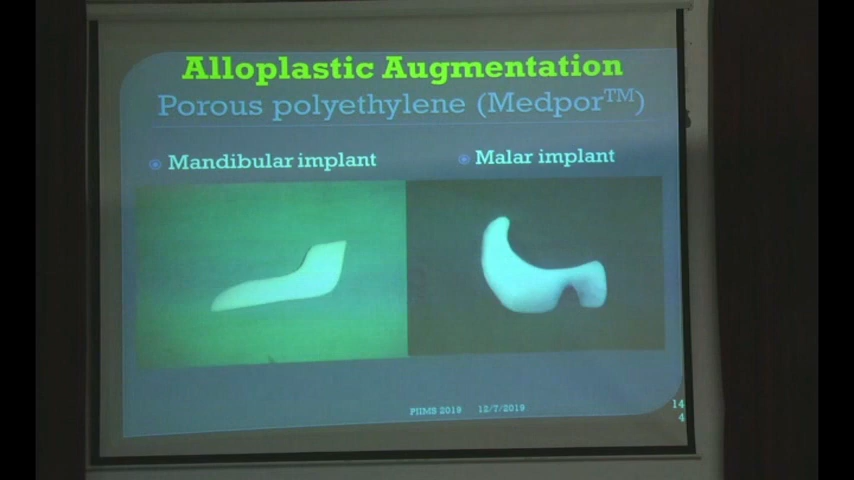 Alloplastic Augmentation
Porous polyethylene (Medpor™)
Mandibular implant
Malar implant
PIIMS 2019 12/7/2019
14
4